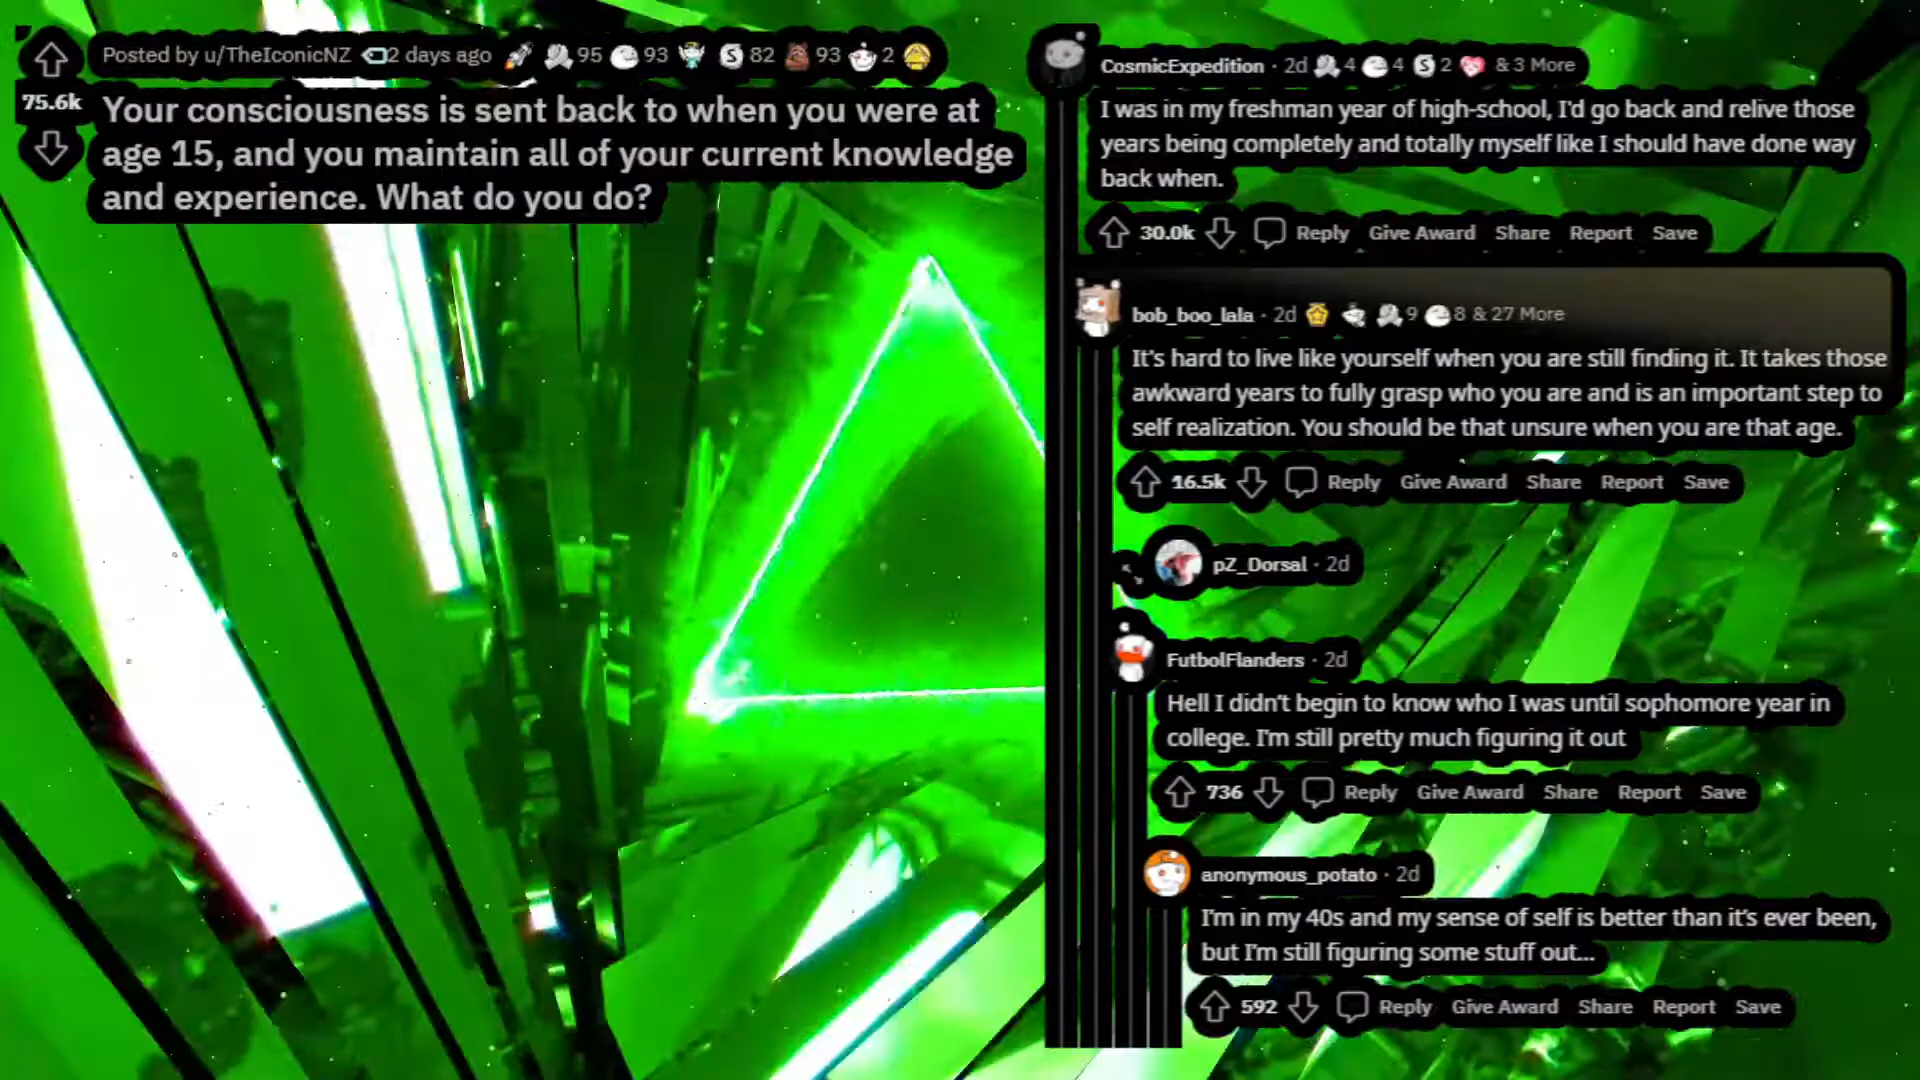 Posted by u/TheIconicNZ 2 days ago 95 93 82 93 2
75.6k
Your consciousness is sent back to when you were at
age 15, and you maintain all of your current knowledge
and experience. What do you do?
CosmicExpedition · 2d 4 4 S 2 & 3 More
I was in my freshman year of high-school, I'd go back and relive those
years being completely and totally myself like I should have done way
back when.
30.0k Reply Give Award Share Report Save
bob_boo_lala · 2d 9 8 & 27 More
It's hard to live like yourself when you are still finding it. It takes those
awkward years to fully grasp who you are and is an important step to
self realization. You should be that unsure when you are that age.
16.5k Reply Give Award Share Report Save
pZ_Dorsal · 2d
FutbolFlanders · 2d
Hell I didn't begin to know who I was until sophomore year in
college. I'm still pretty much figuring it out
736 Reply Give Award Share Report Save
anonymous_potato · 2d
I'm in my 40s and my sense of self is better than it's ever been,
but I'm still figuring some stuff out...
592 Reply Give Award Share Report Save